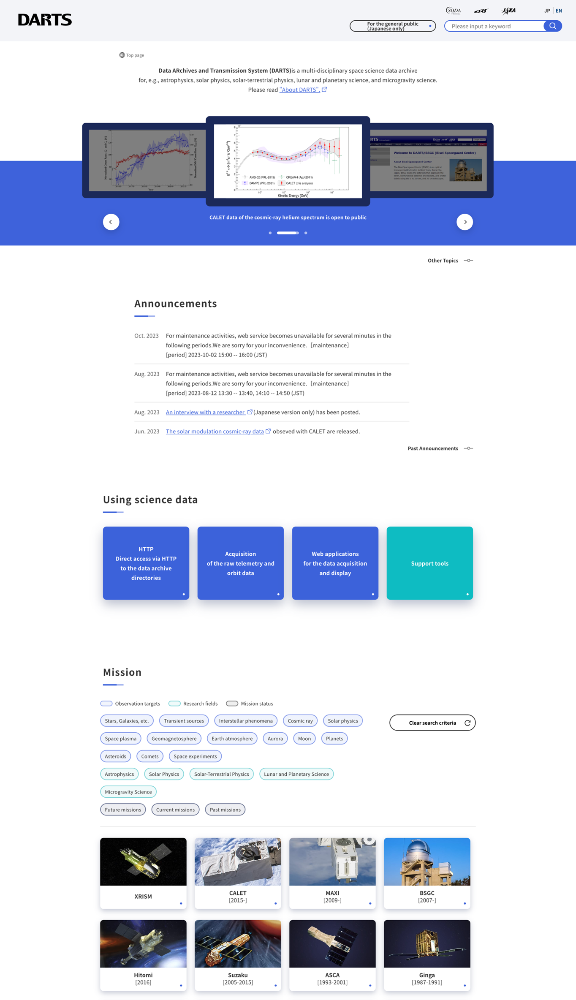 DARTS
SODA
JAXA
JP
EN
For the general public
(Japanese only)
Please input a keyword
Top page
Data ARchives and Transmission System (DARTS)is a multi-disciplinary space science data archive
for, e.g., astrophysics, solar physics, solar-terrestrial physics, lunar and planetary science, and microgravity science.
Please read "About DARTS".
Year
AMS-02 (PRL-2015)
CREAM-I (ApJ-2011)
DAMPE (PRL-2021)
CALET (this analysis)
Kinetic Energy [GeV]
Welcome to DARTS/BSGC (Bisei Spaceguard Center)
About Bisei Spaceguard Center
CALET data of the cosmic-ray helium spectrum is open to public
Other Topics
Announcements
Oct. 2023
For maintenance activities, web service becomes unavailable for several minutes in the
following periods.We are sorry for your inconvenience.［maintenance］
[period] 2023-10-02 15:00 -- 16:00 (JST)
Aug. 2023
For maintenance activities, web service becomes unavailable for several minutes in the
following periods.We are sorry for your inconvenience.［maintenance］
[period] 2023-08-12 13:30 -- 13:40, 14:10 -- 14:50 (JST)
Aug. 2023
An interview with a researcher (Japanese version only) has been posted.
Jun. 2023
The solar modulation cosmic-ray data obseved with CALET are released.
Past Announcements
Using science data
HTTP
Direct access via HTTP
to the data archive
directories
Acquisition
of the raw telemetry and
orbit data
Web applications
for the data acquisition
and display
Support tools
Mission
Observation targets
Research fields
Mission status
Stars, Galaxies, etc.
Transient sources
Interstellar phenomena
Cosmic ray
Solar physics
Clear search criteria
Space plasma
Geomagnetosphere
Earth atmosphere
Aurora
Moon
Planets
Asteroids
Comets
Space experiments
Astrophysics
Solar Physics
Solar-Terrestrial Physics
Lunar and Planetary Science
Microgravity Science
Future missions
Current missions
Past missions
XRISM
CALET
[2015-]
MAXI
[2009-]
BSGC
[2007-]
Hitomi
[2016]
Suzaku
[2005-2015]
ASCA
[1993-2001]
Ginga
[1987-1991]